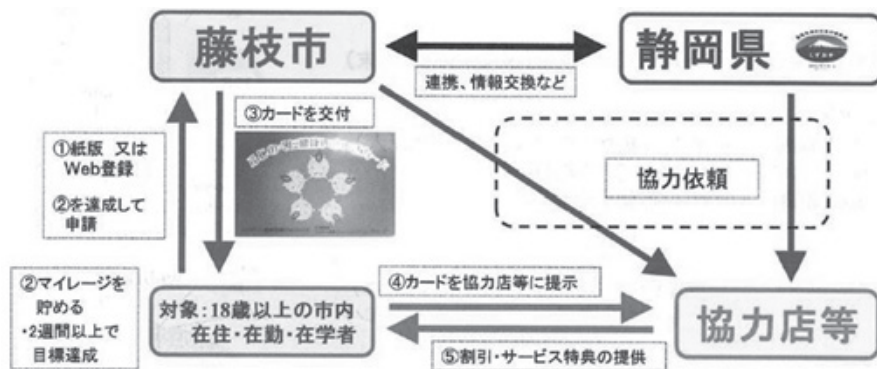 藤枝市
静岡県
連携、情報交換など
③カードを交付
①紙版 又は
Web登録
②を達成して
申請
協力依頼
②マイレージを
貯める
・2週間以上で
目標達成
対象:18歳以上の市内
在住・在勤・在学者
④カードを協力店等に提示
⑤割引・サービス特典の提供
協力店等